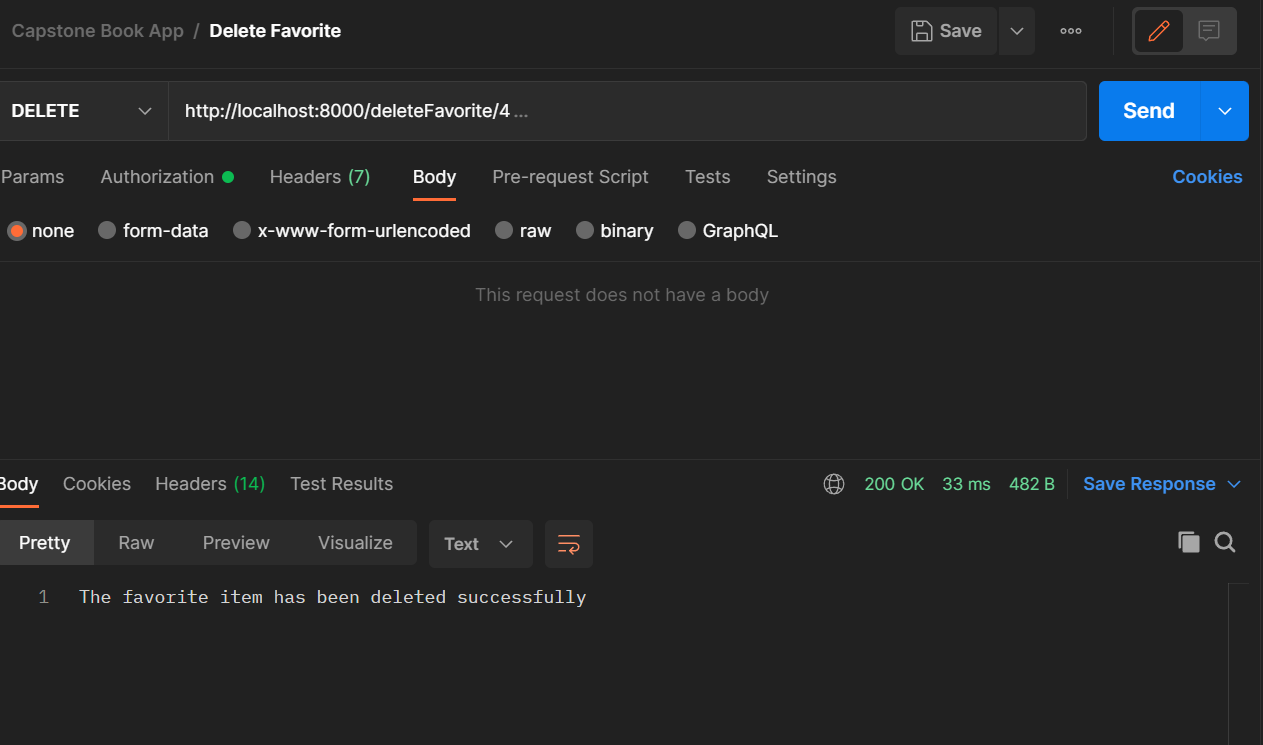 Capstone Book App / Delete Favorite Save
DELETE http://localhost:8000/deleteFavorite/4 ... Send
Params Authorization Headers (7) Body Pre-request Script Tests Settings Cookies
none form-data x-www-form-urlencoded raw binary GraphQL
This request does not have a body
Body Cookies Headers (14) Test Results 200 OK 33 ms 482 B Save Response
Pretty Raw Preview Visualize Text
1 The favorite item has been deleted successfully